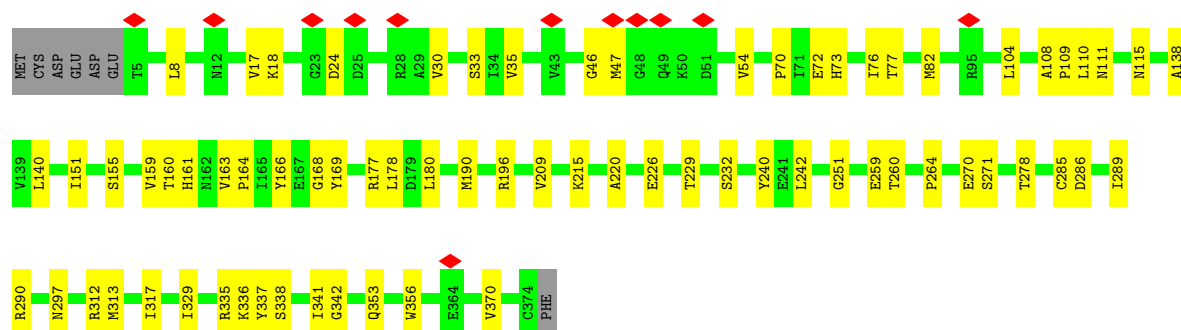 MET CYS ASP GLU ASP GLU T5 L8 N12 V17 K18 G23 D24 D25 R28 A29 V30 S33 I34 V35 V43 G46 M47 G48 Q49 K50 D51 V54 P70 I71 E72 H73 I76 T77 M82 R95 L104 A108 P109 L110 N111 N115 A138
V139 L140 I151 S155 V159 T160 H161 N162 V163 P164 I165 Y166 E167 G168 Y169 R177 L178 D179 L180 M190 R196 V209 K215 A220 E226 T229 S232 Y240 E241 L242 G251 E259 T260 P264 E270 S271 T278 C285 D286 I289
R290 N297 R312 M313 I317 I329 R335 K336 Y337 S338 I341 G342 Q353 W356 E364 V370 C374 PHE